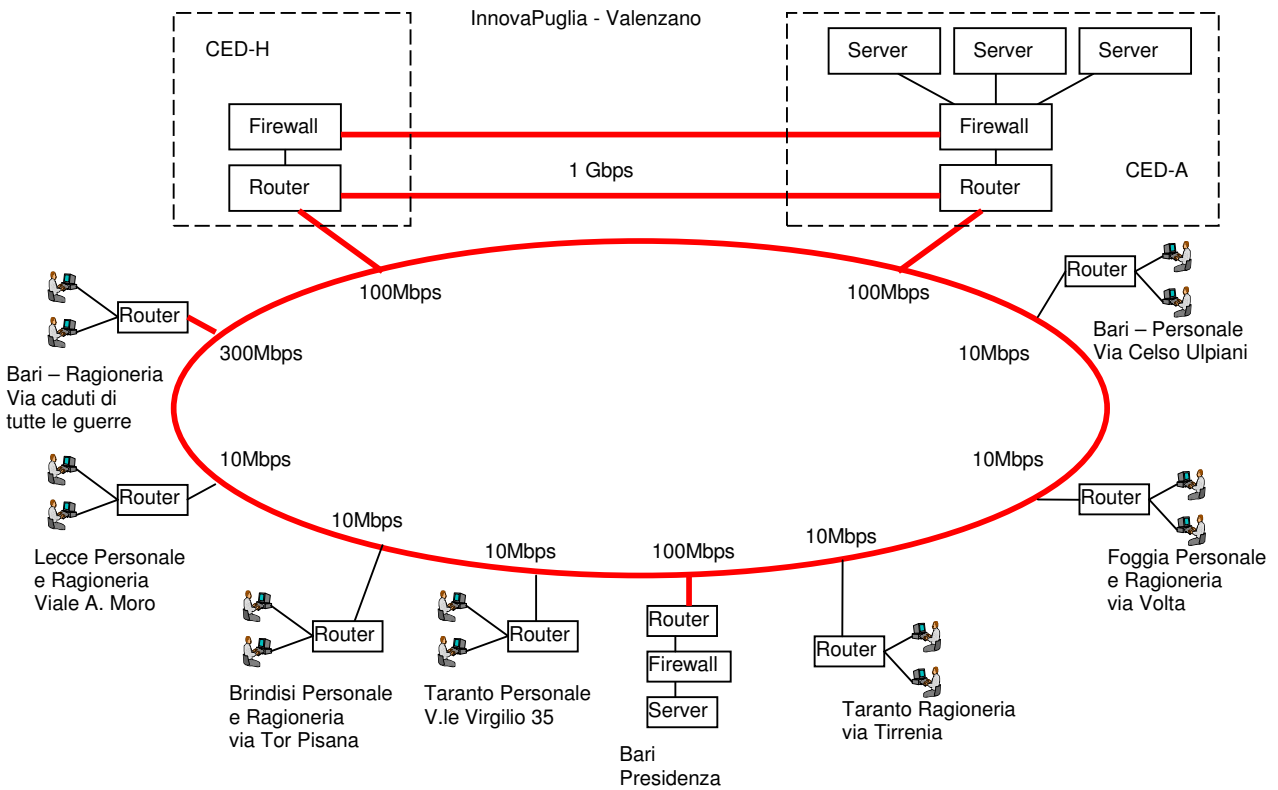 InnovaPuglia - Valenzano
CED-H
Firewall
Router
Server
Server
Server
Firewall
Router
CED-A
1 Gbps
100Mbps
100Mbps
Router
300Mbps
Bari – Ragioneria
Via caduti di
tutte le guerre
Router
10Mbps
Bari – Personale
Via Celso Ulpiani
Router
10Mbps
Lecce Personale
e Ragioneria
Viale A. Moro
10Mbps
Router
Foggia Personale
e Ragioneria
via Volta
10Mbps
Router
Brindisi Personale
e Ragioneria
via Tor Pisana
10Mbps
Router
Taranto Personale
V.le Virgilio 35
100Mbps
Router
Firewall
Server
Bari
Presidenza
10Mbps
Router
Taranto Ragioneria
via Tirrenia